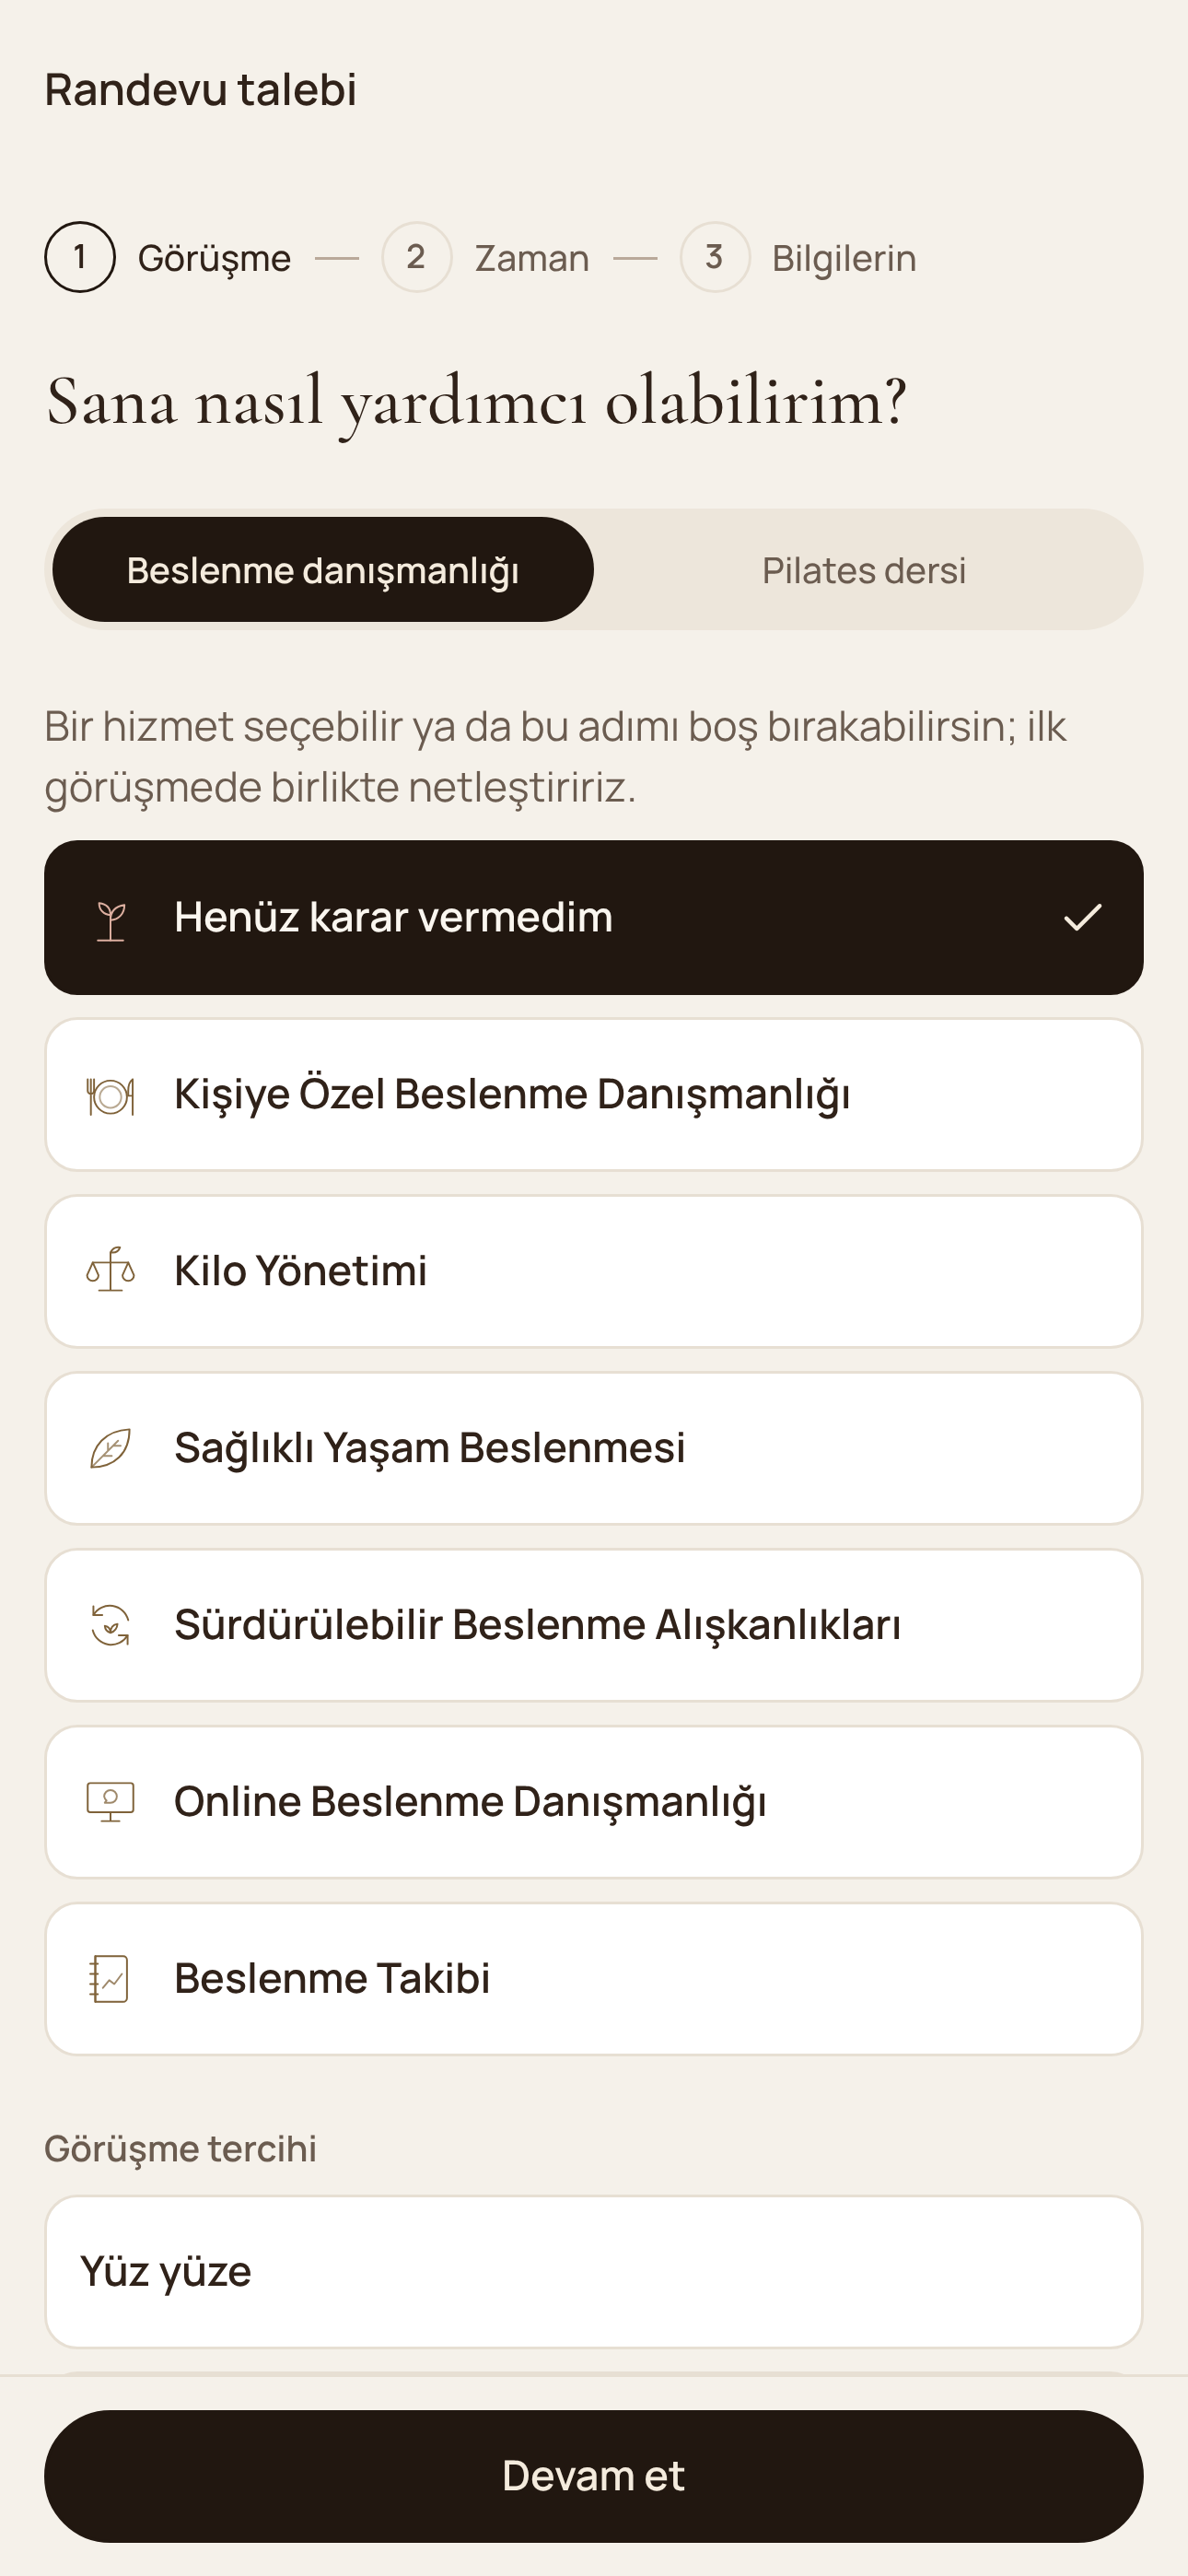 Randevu talebi
1 Görüşme — 2 Zaman — 3 Bilgilerin
Sana nasıl yardımcı olabilirim?
Beslenme danışmanlığı Pilates dersi
Bir hizmet seçebilir ya da bu adımı boş bırakabilirsin; ilk
görüşmede birlikte netleştiririz.
Henüz karar vermedim
Kişiye Özel Beslenme Danışmanlığı
Kilo Yönetimi
Sağlıklı Yaşam Beslenmesi
Sürdürülebilir Beslenme Alışkanlıkları
Online Beslenme Danışmanlığı
Beslenme Takibi
Görüşme tercihi
Yüz yüze
Devam et